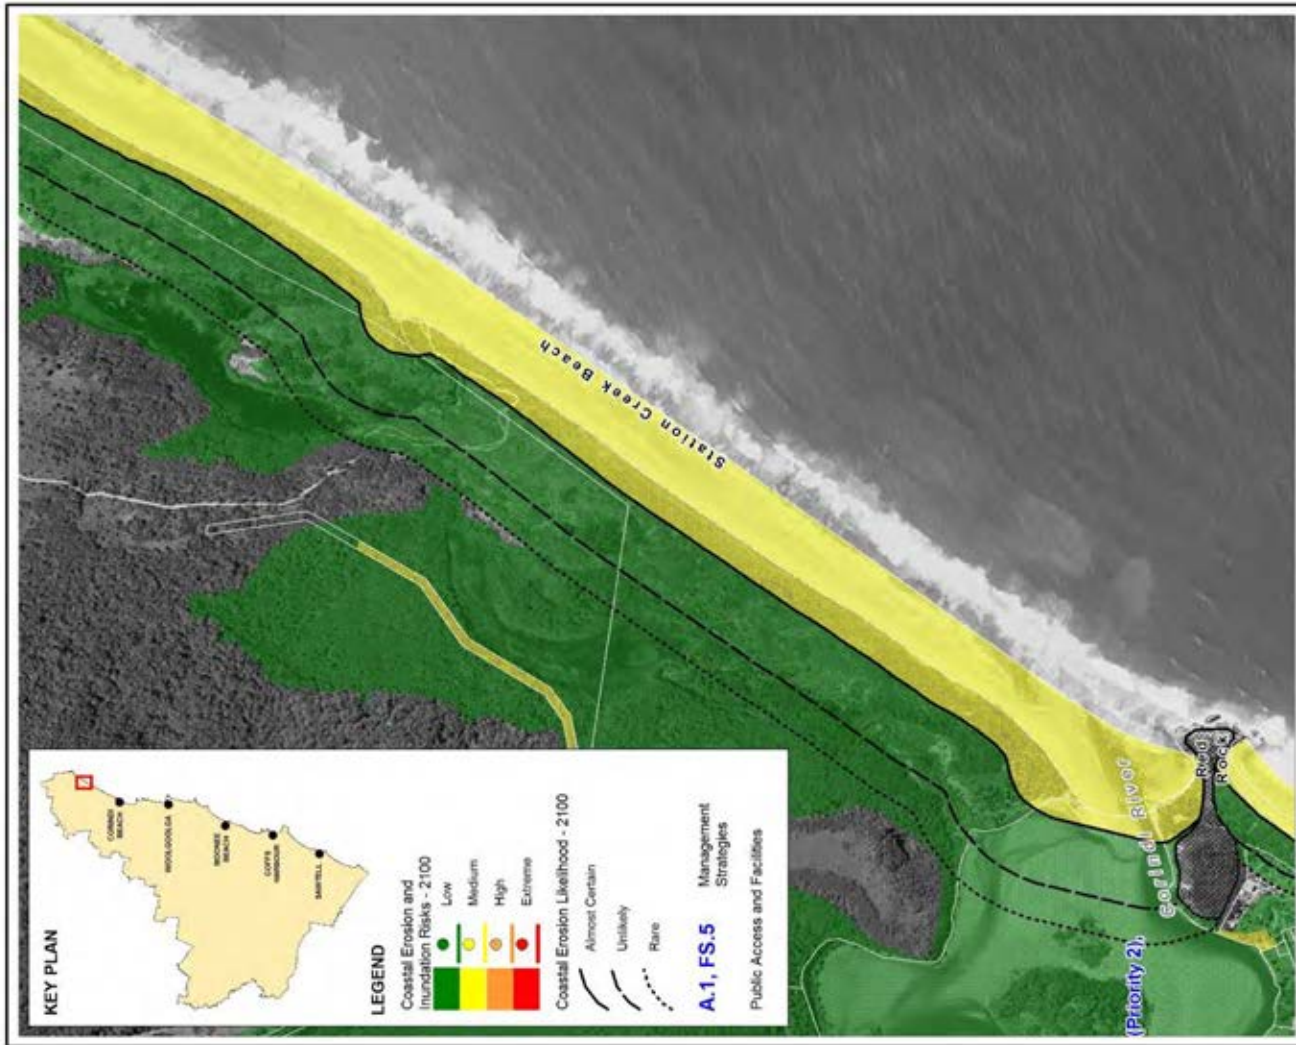 KEY PLAN
CORINDI
BEACH
WOOLGOOLGA
MOONEE
BEACH
COFFS
HARBOUR
SAWTELL
LEGEND
Coastal Erosion and
Inundation Risks - 2100
Low
Medium
High
Extreme
Coastal Erosion Likelihood - 2100
Almost Certain
Unlikely
Rare
A.1, FS.5
Management
Strategies
Public Access and Facilities
Station Creek Beach
Corindi River
Red
Rock
(Priority 2),